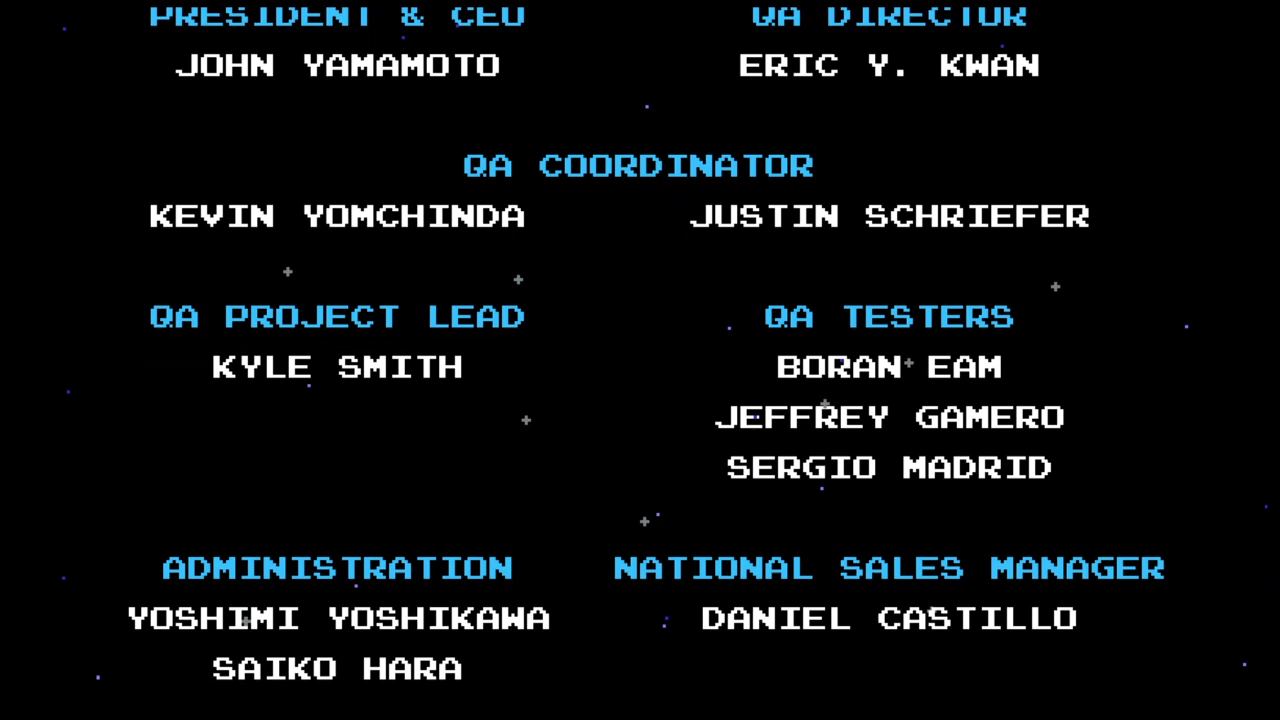 PRESIDENT & CEO QA DIRECTOR
JOHN YAMAMOTO ERIC Y. KWAN
QA COORDINATOR
KEVIN YOMCHINDA JUSTIN SCHRIEFER
QA PROJECT LEAD QA TESTERS
KYLE SMITH BORAN EAM
JEFFREY GAMERO
SERGIO MADRID
ADMINISTRATION NATIONAL SALES MANAGER
YOSHIMI YOSHIKAWA DANIEL CASTILLO
SAIKO HARA